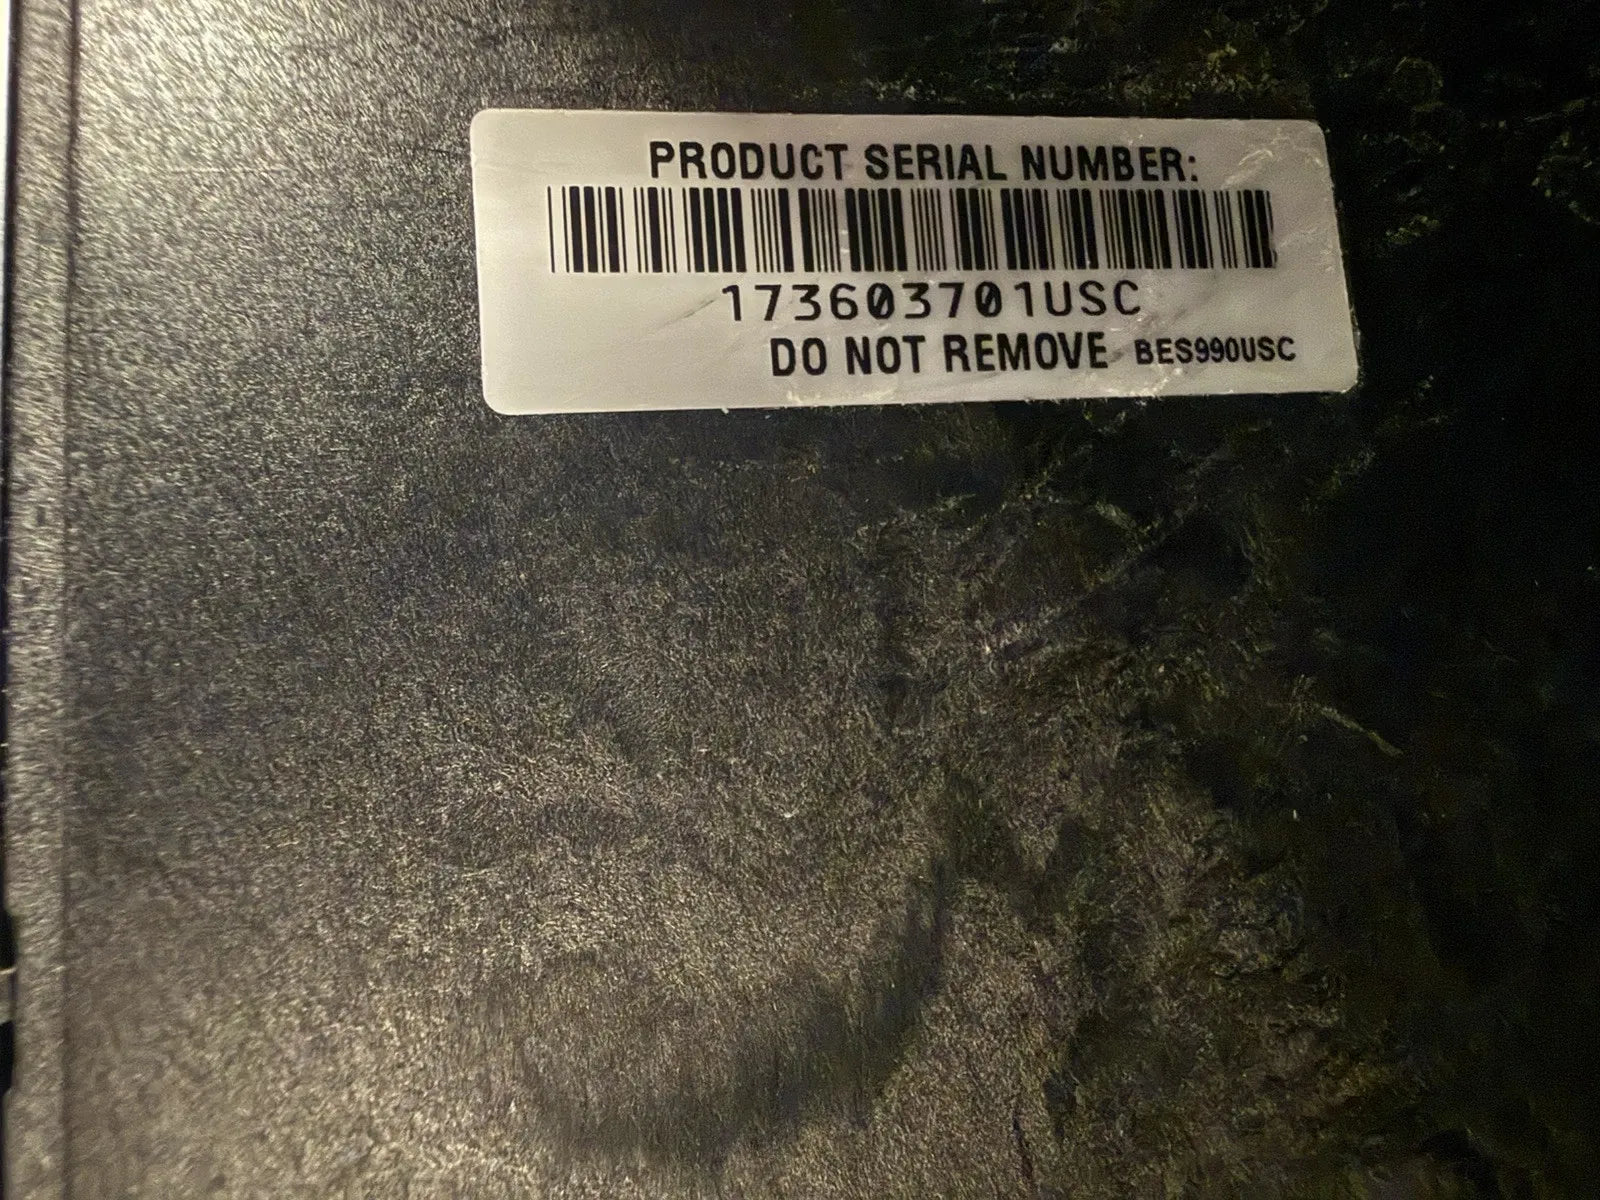 PRODUCT SERIAL NUMBER:
173603701USC
DO NOT REMOVE BES990USC